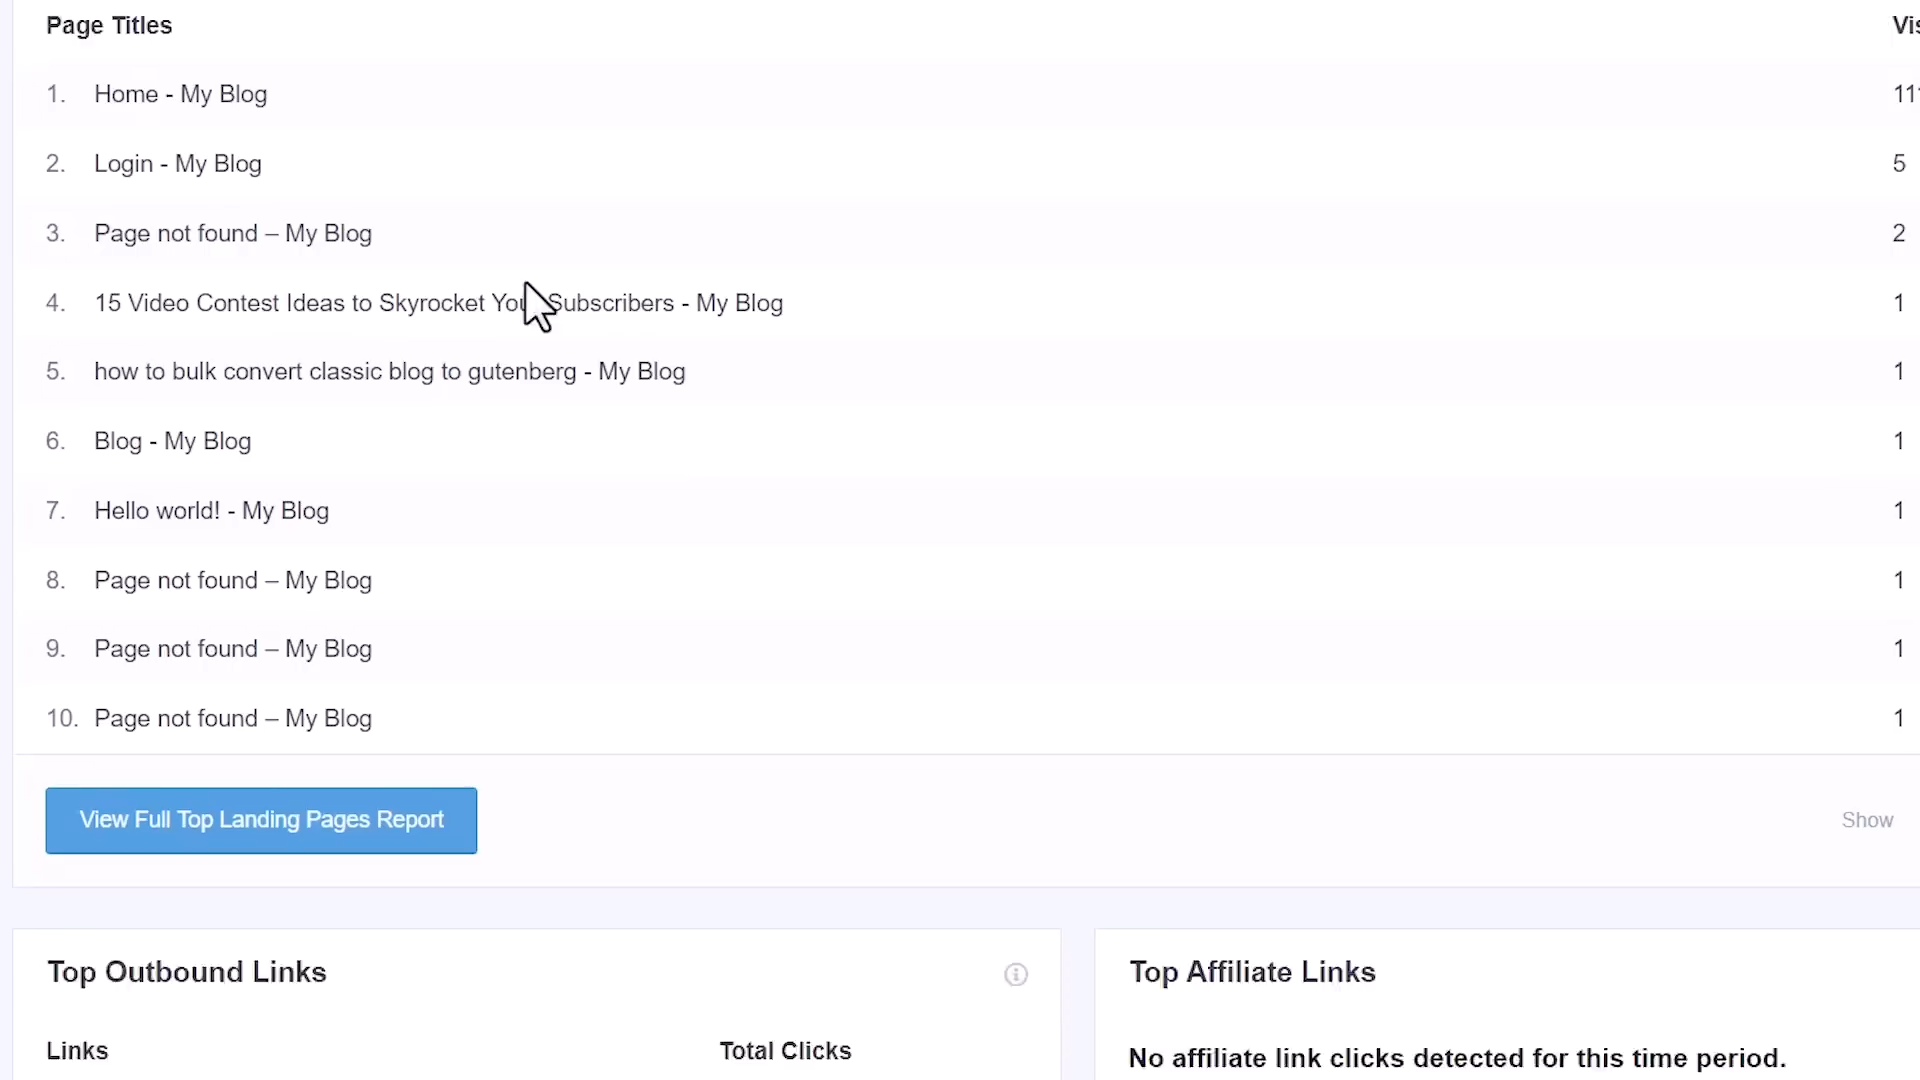 Page Titles
1. Home - My Blog
2. Login - My Blog 5
3. Page not found – My Blog 2
4. 15 Video Contest Ideas to Skyrocket Subscribers - My Blog 1
5. how to bulk convert classic blog to gutenberg - My Blog 1
6. Blog - My Blog 1
7. Hello world! - My Blog 1
8. Page not found – My Blog 1
9. Page not found – My Blog 1
10. Page not found – My Blog 1
View Full Top Landing Pages Report Show
Top Outbound Links
Links Total Clicks
Top Affiliate Links
No affiliate link clicks detected for this time period.